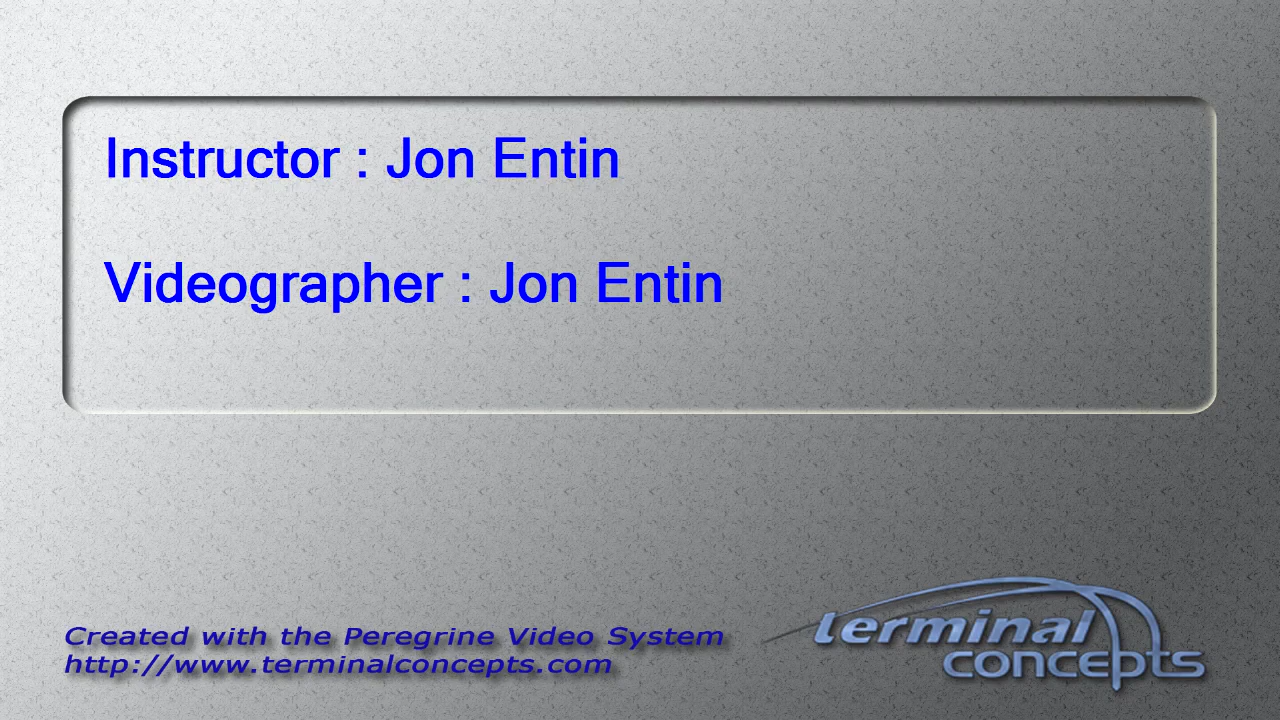 Instructor : Jon Entin
Videographer : Jon Entin
Created with the Peregrine Video System
http://www.terminalconcepts.com
terminal
concepts